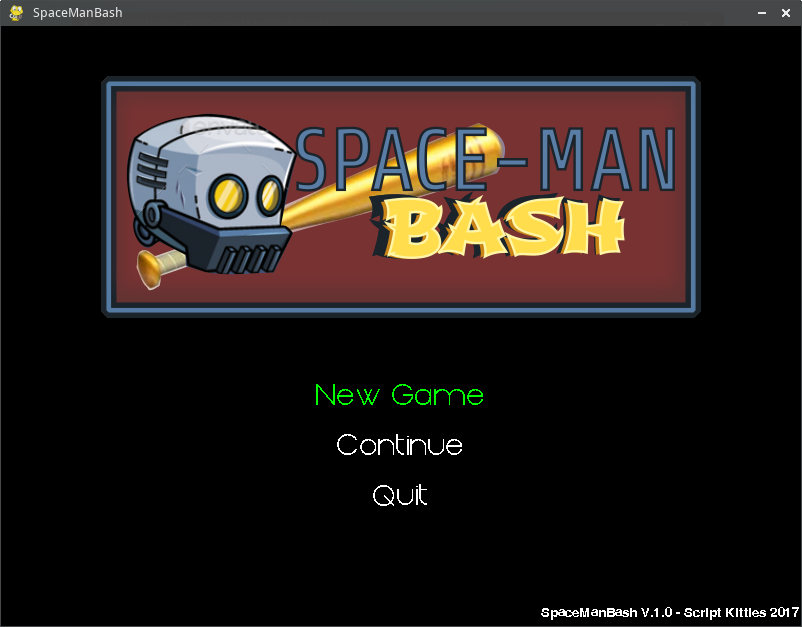 SpaceManBash
SPACE-MAN
BASH
New Game
Continue
Quit
SpaceManBash V.1.0 - Script Kitties 2017